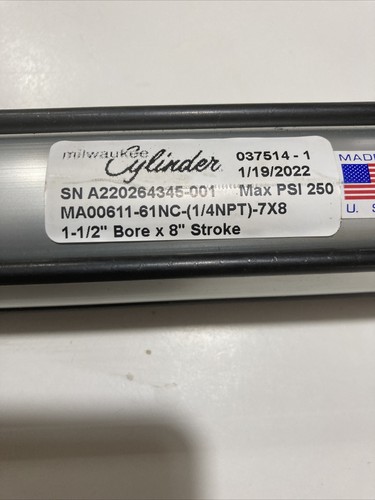 milwaukee
Cylinder 037514 - 1
1/19/2022
SN A220264345-001 Max PSI 250
MA00611-61NC-(1/4NPT)-7X8
1-1/2" Bore x 8" Stroke
MADE
U. S